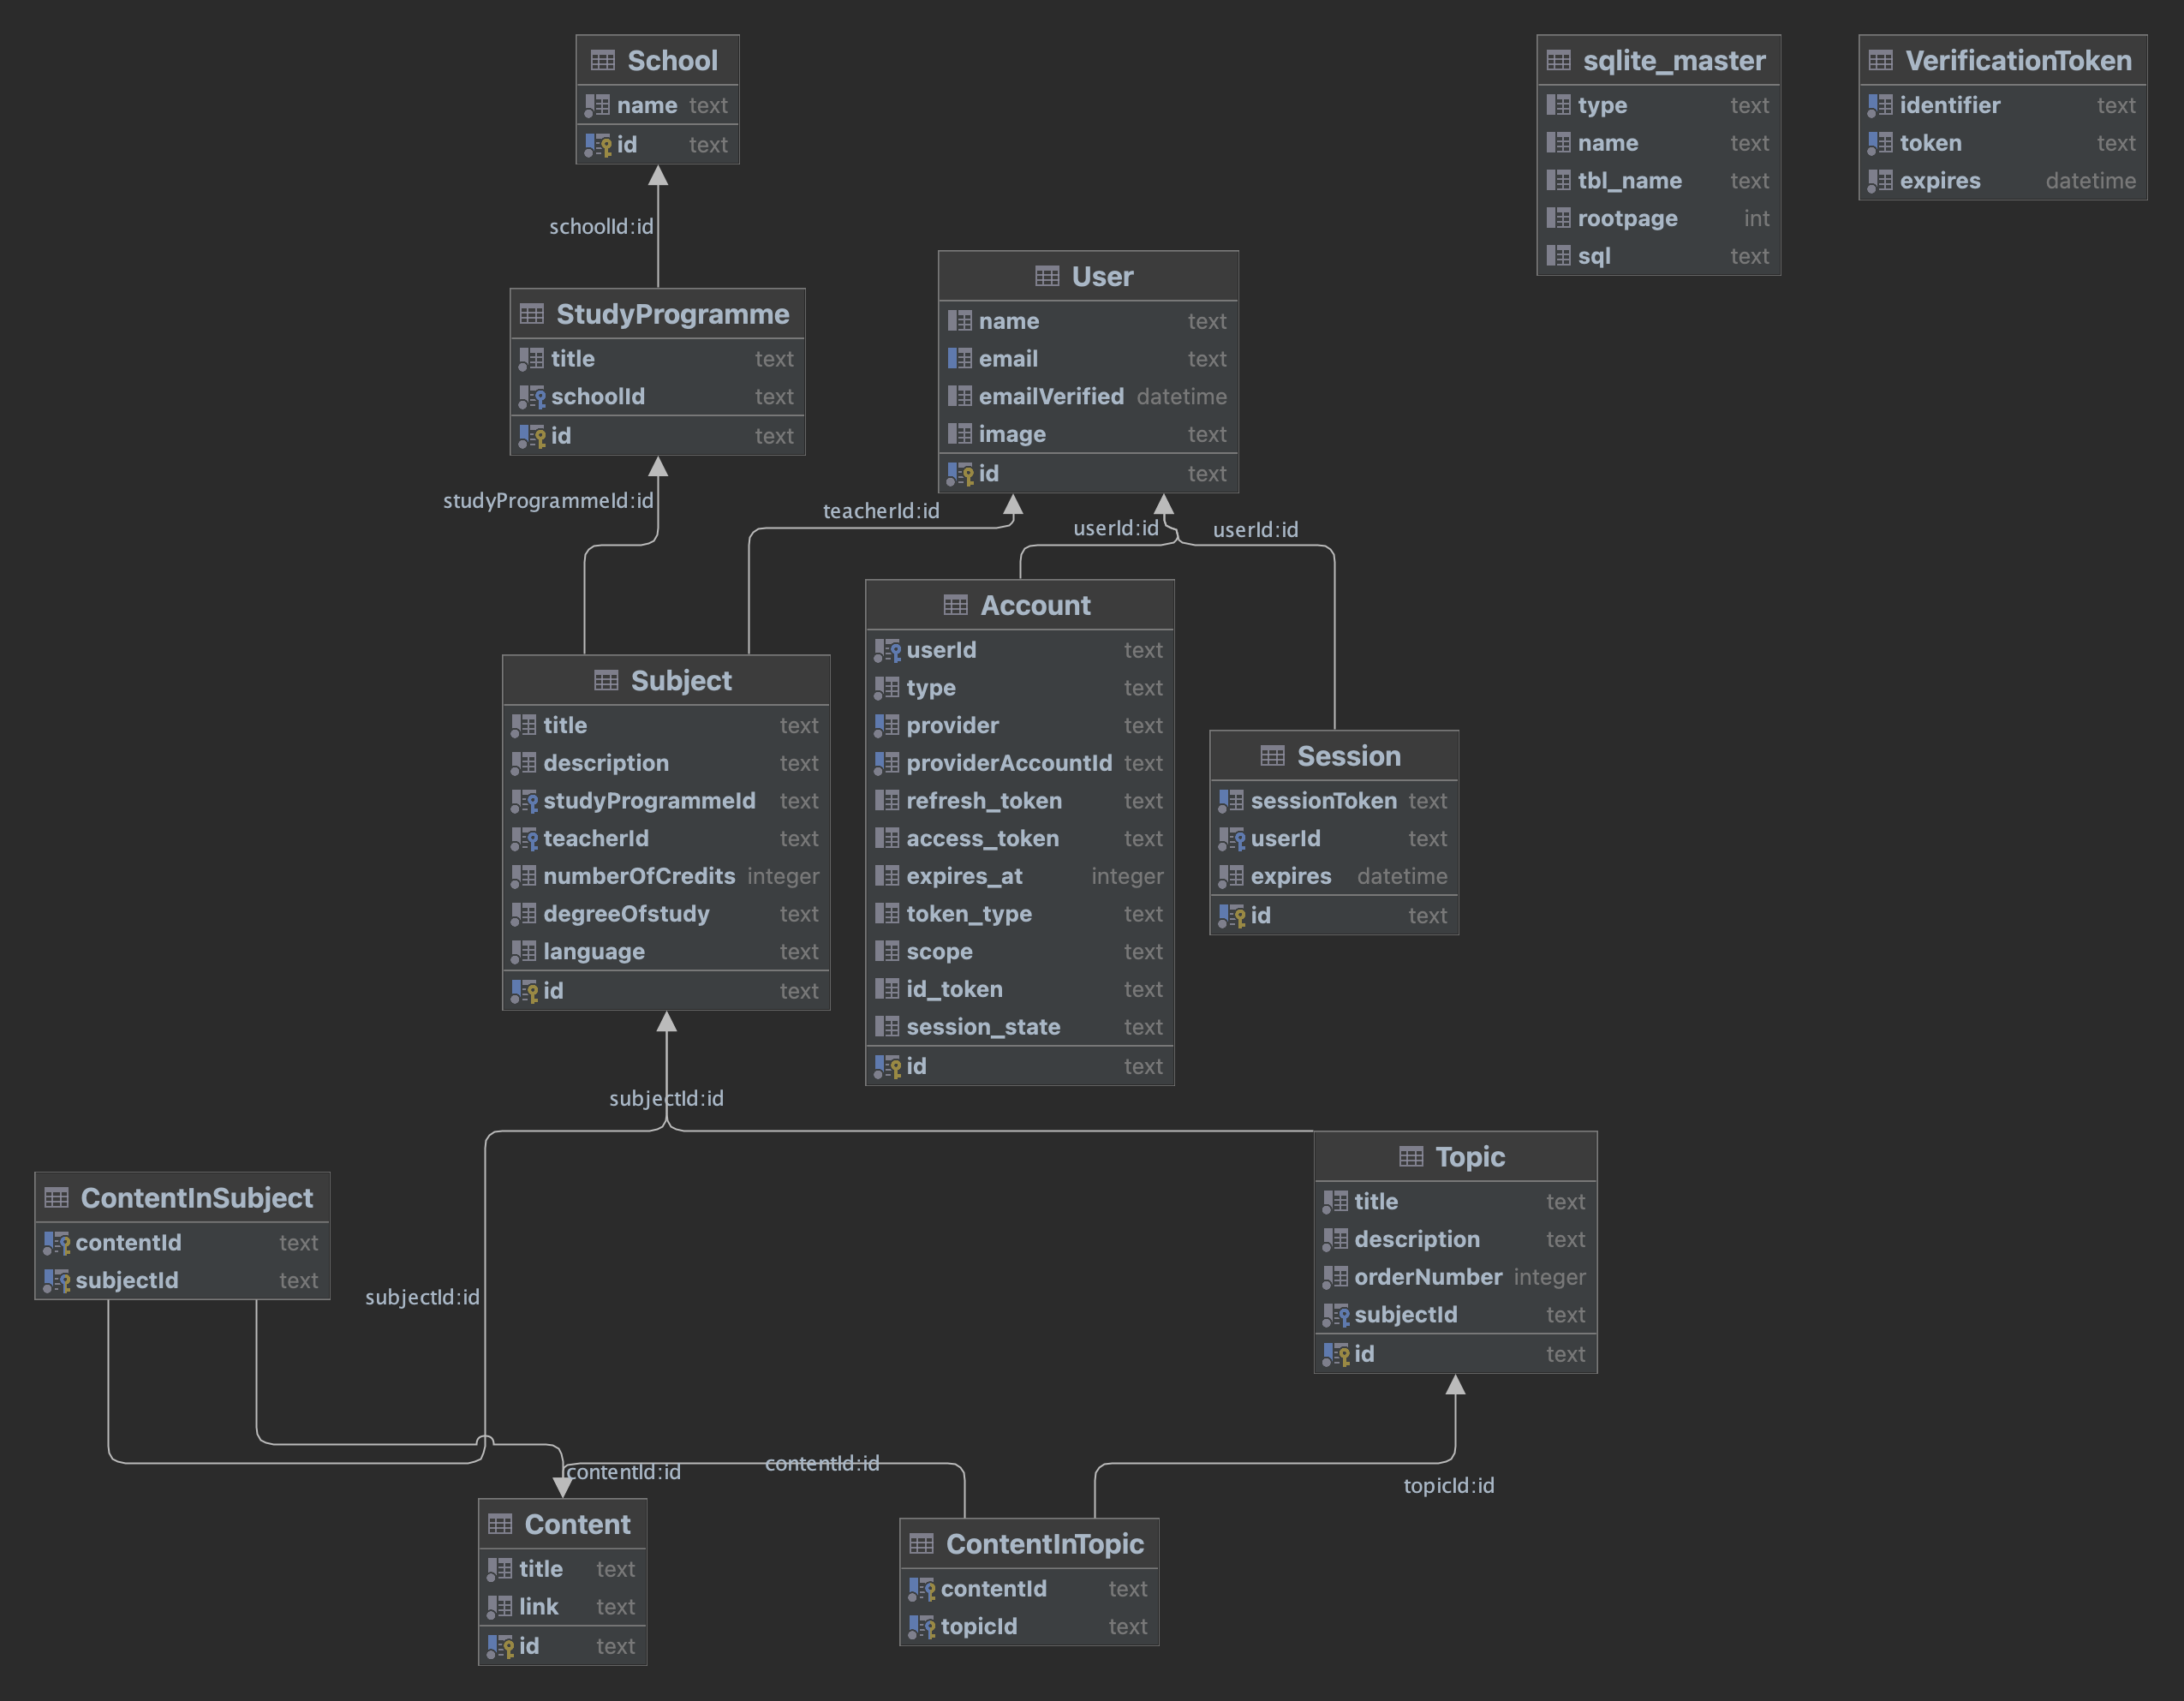 School
name text
id text
schoolId:id
StudyProgramme
title text
schoolId text
id text
studyProgrammeId:id
User
name text
email text
emailVerified datetime
image text
id text
teacherId:id
userId:id
userId:id
sqlite_master
type text
name text
tbl_name text
rootpage int
sql text
VerificationToken
identifier text
token text
expires datetime
Subject
title text
description text
studyProgrammeId text
teacherId text
numberOfCredits integer
degreeOfstudy text
language text
id text
Account
userId text
type text
provider text
providerAccountId text
refresh_token text
access_token text
expires_at integer
token_type text
scope text
id_token text
session_state text
id text
Session
sessionToken text
userId text
expires datetime
id text
subjectId:id
ContentInSubject
contentId text
subjectId text
subjectId:id
Topic
title text
description text
orderNumber integer
subjectId text
id text
contentId:id
contentId:id
topicId:id
Content
title text
link text
id text
ContentInTopic
contentId text
topicId text